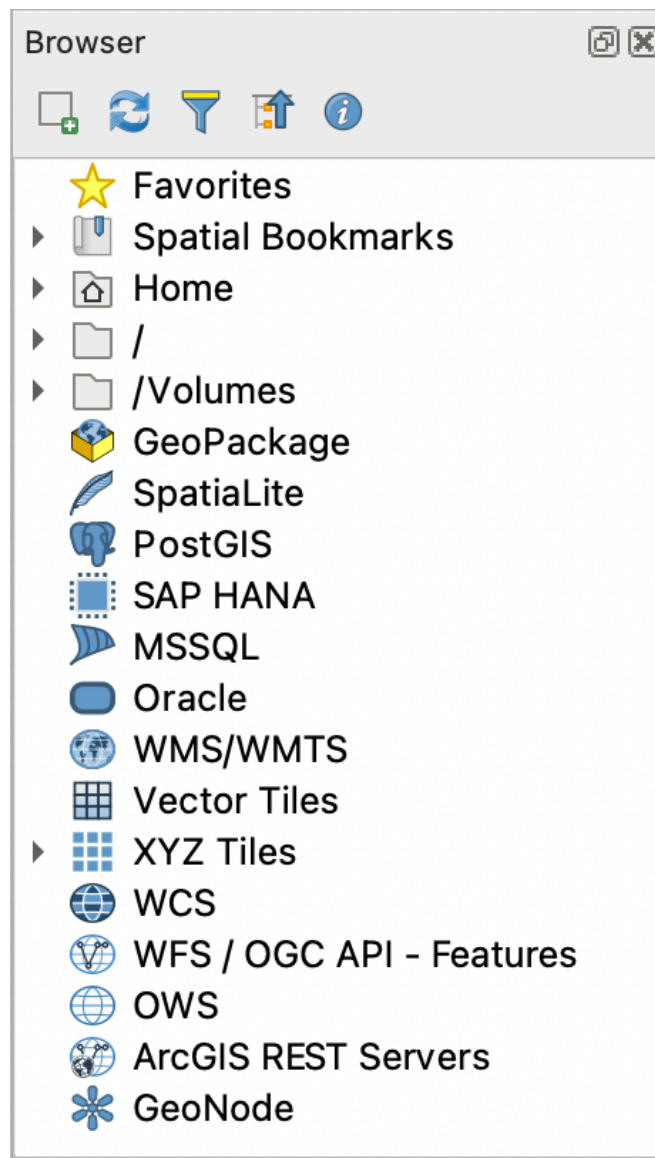 Browser
Favorites
Spatial Bookmarks
Home
/
/Volumes
GeoPackage
SpatiaLite
PostGIS
SAP HANA
MSSQL
Oracle
WMS/WMTS
Vector Tiles
XYZ Tiles
WCS
WFS / OGC API - Features
OWS
ArcGIS REST Servers
GeoNode